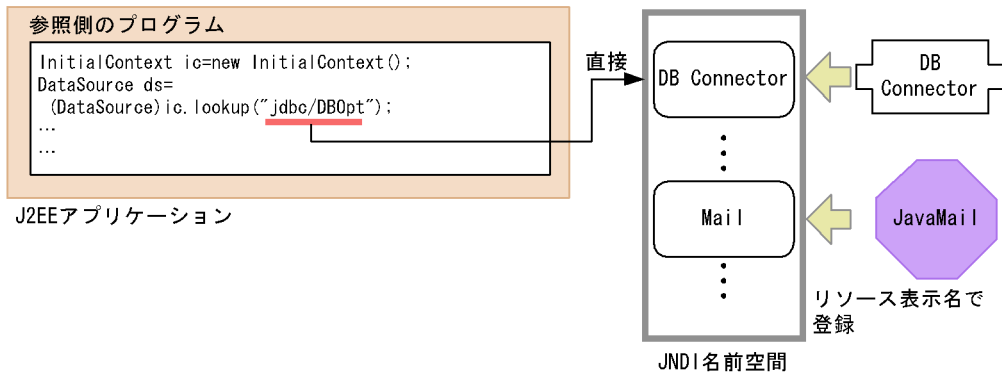 参照側のプログラム
InitialContext ic=new InitialContext();
DataSource ds=
(DataSource)ic.lookup("jdbc/DBOpt");
...
...
J2EEアプリケーション
直接
DB Connector
Mail
JNDI名前空間
DB
Connector
JavaMail
リソース表示名で
登録